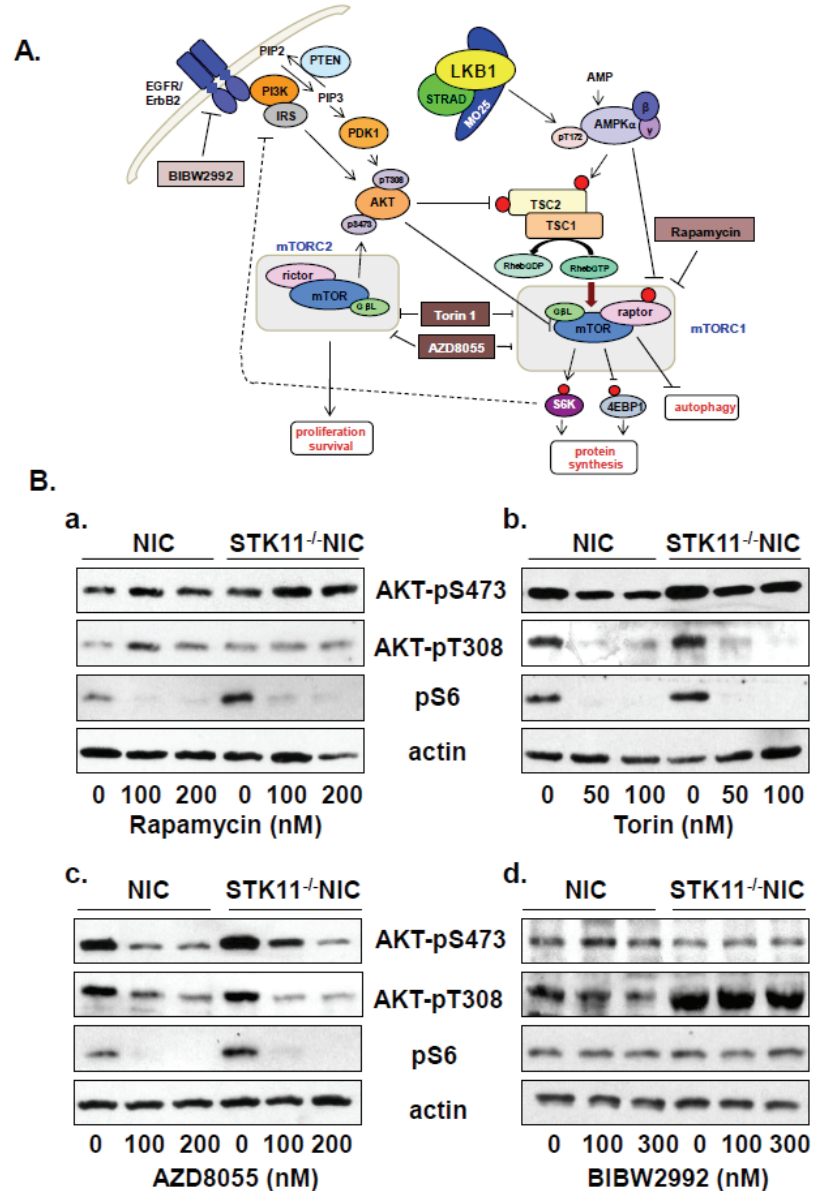 A.
PIP2
PTEN
EGFR/
ErbB2
PI3K
PIP3
IRS
PDK1
BIBW2992
pT308
AKT
pS473
LKB1
STRAD
MO25
AMP
pT172
AMPKα
β
γ
TSC2
TSC1
RhebGDP
RhebGTP
Rapamycin
mTORC2
rictor
mTOR
GβL
Torin 1
AZD8055
GβL
mTOR
raptor
mTORC1
S6K
4EBP1
autophagy
proliferation
survival
protein
synthesis
B.
a.
NIC STK11-/-NIC
AKT-pS473
AKT-pT308
pS6
actin
0 100 200 0 100 200
Rapamycin (nM)
b.
NIC STK11-/-NIC
0 50 100 0 50 100
Torin (nM)
c.
NIC STK11-/-NIC
AKT-pS473
AKT-pT308
pS6
actin
0 100 200 0 100 200
AZD8055 (nM)
d.
NIC STK11-/-NIC
0 100 300 0 100 300
BIBW2992 (nM)